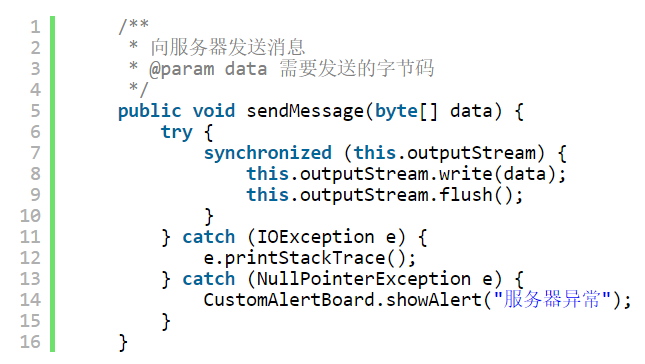 1 /**
2 * 向服务器发送消息
3 * @param data 需要发送的字节码
4 */
5 public void sendMessage(byte[] data) {
6 try {
7 synchronized (this.outputStream) {
8 this.outputStream.write(data);
9 this.outputStream.flush();
10 }
11 } catch (IOException e) {
12 e.printStackTrace();
13 } catch (NullPointerException e) {
14 CustomAlertBoard.showAlert("服务器异常");
15 }
16 }